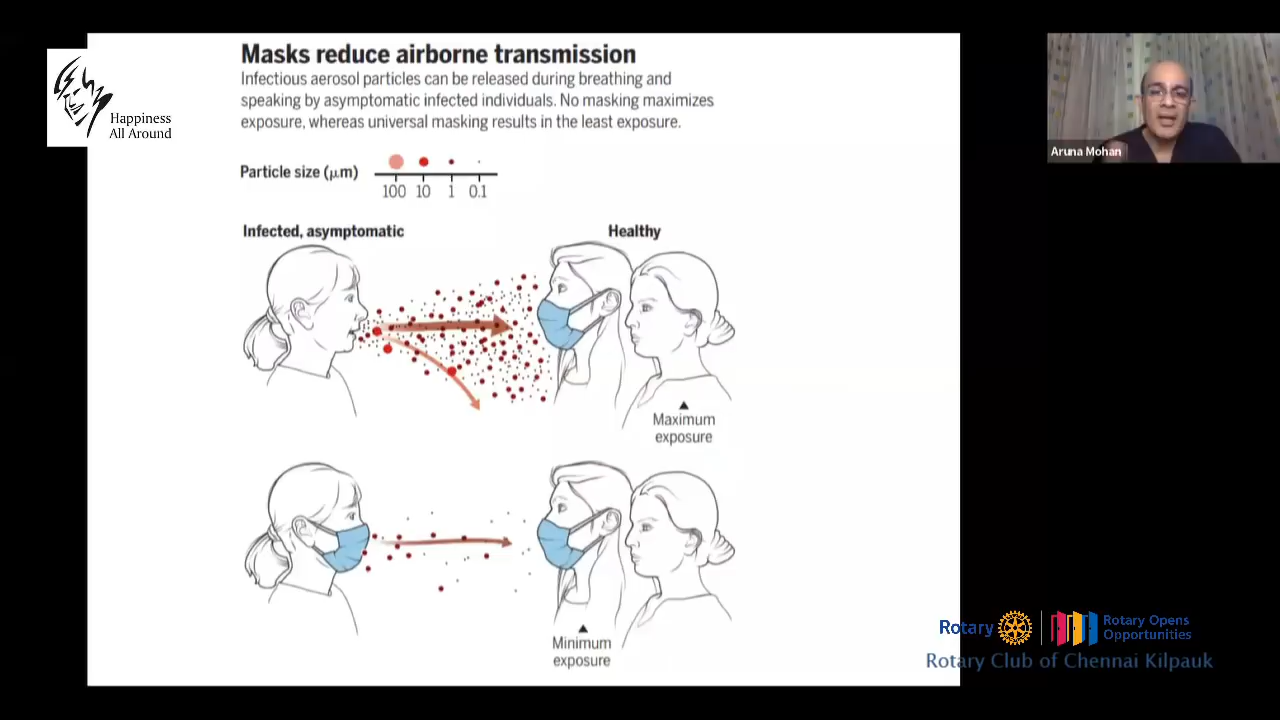 Masks reduce airborne transmission
Infectious aerosol particles can be released during breathing and
speaking by asymptomatic infected individuals. No masking maximizes
exposure, whereas universal masking results in the least exposure.
Happiness
All Around
Aruna Mohan
Particle size (μm)
100 10 1 0.1
Infected, asymptomatic
Healthy
Maximum
exposure
Minimum
exposure
Rotary
Rotary Opens
Opportunities
Rotary Club of Chennai Kilpauk